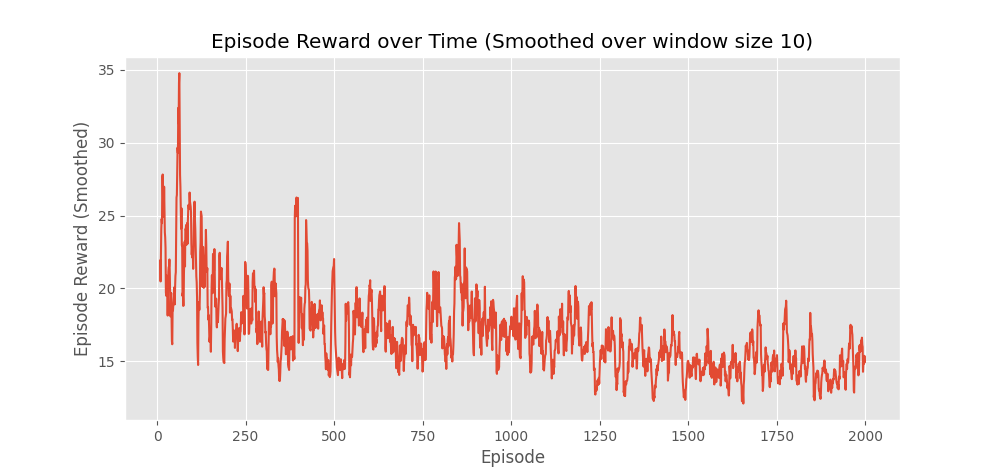 Episode Reward over Time (Smoothed over window size 10)
Episode Reward (Smoothed)
35
30
25
20
15
0 250 500 750 1000 1250 1500 1750 2000
Episode